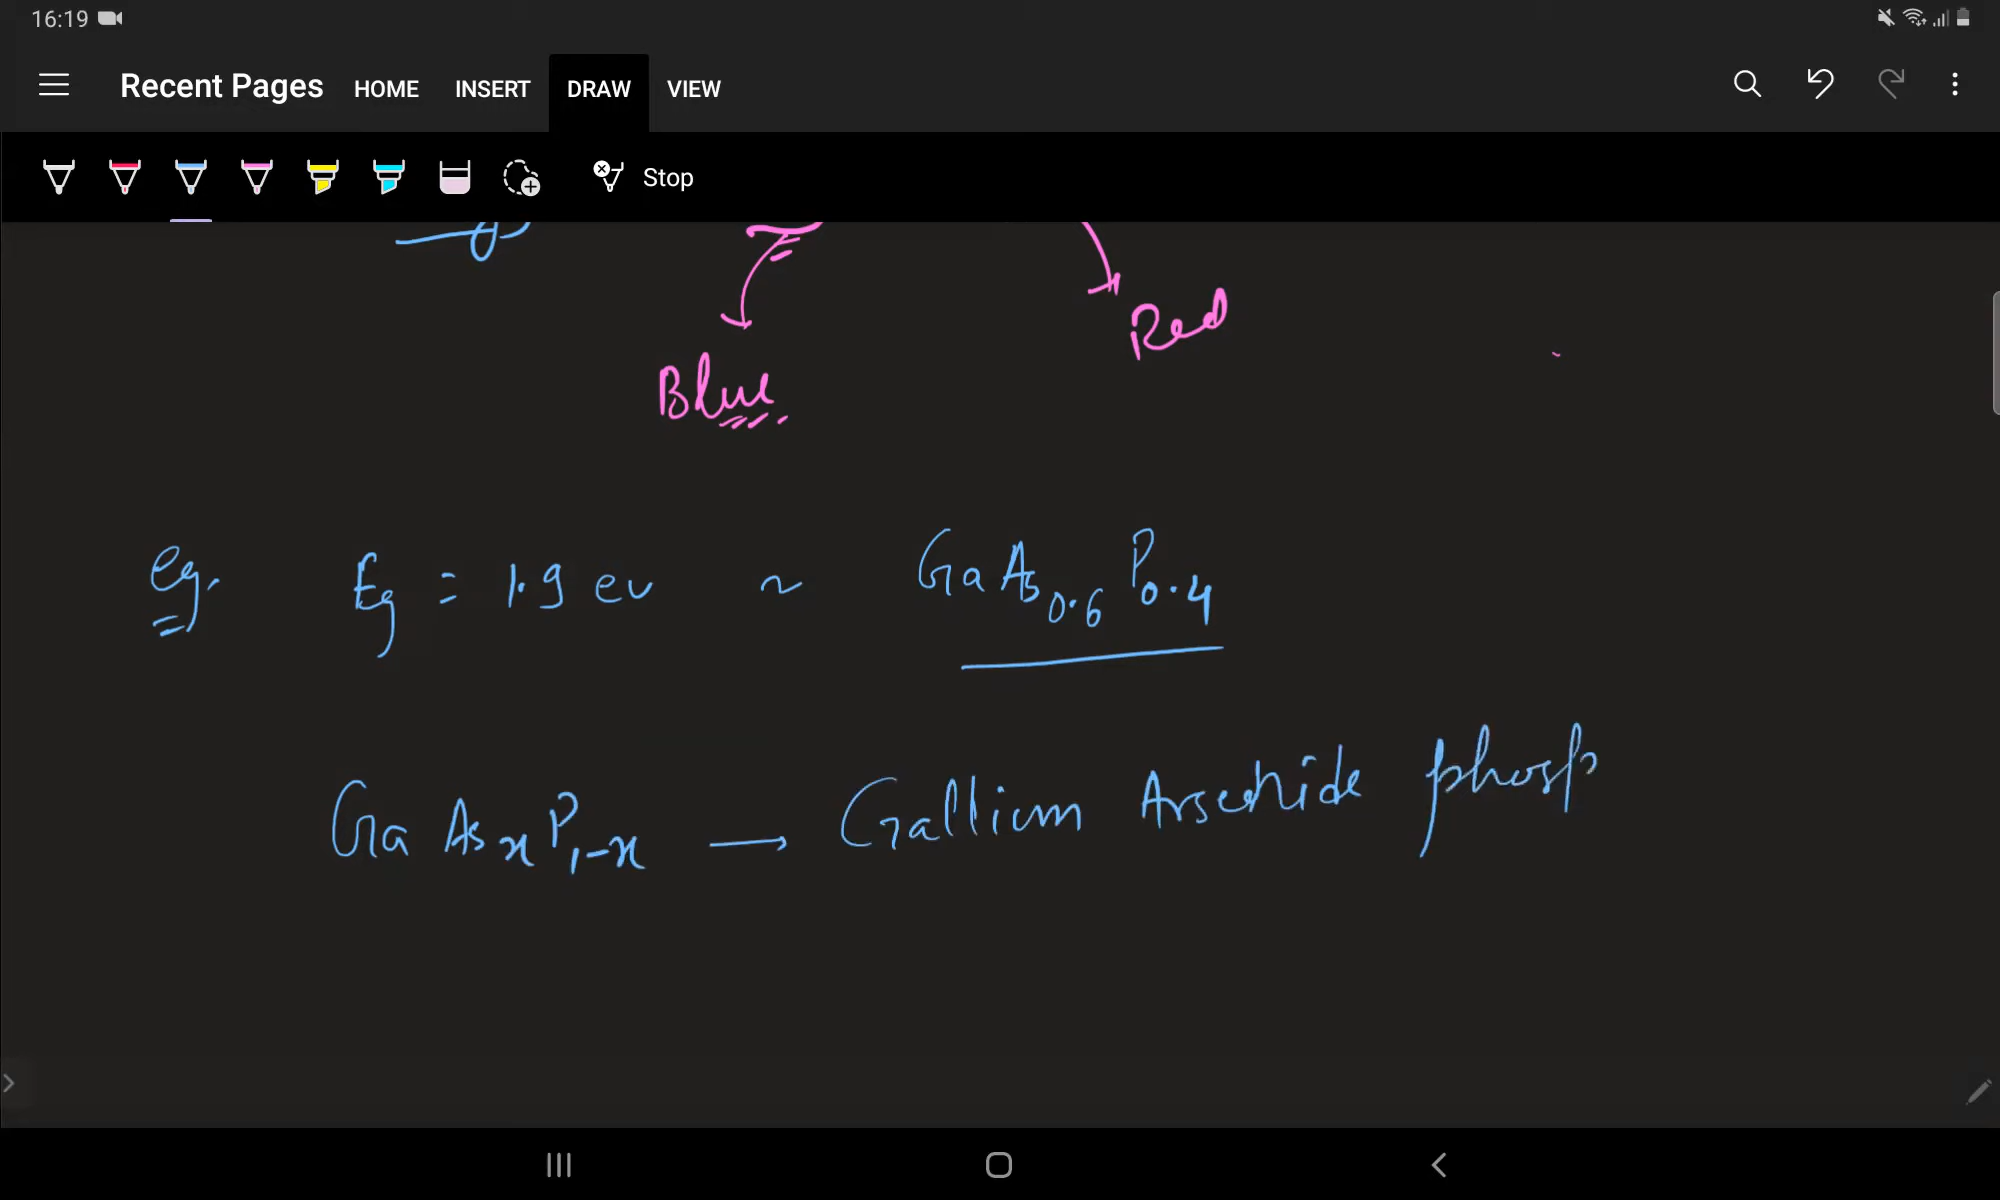 16:19
Recent Pages HOME INSERT DRAW VIEW
Stop
Red
Blue
eg. Eg = 1.9 ev ~ GaAs0.6 P0.4
GaAsxP1-x → Gallium Arsenide phosp